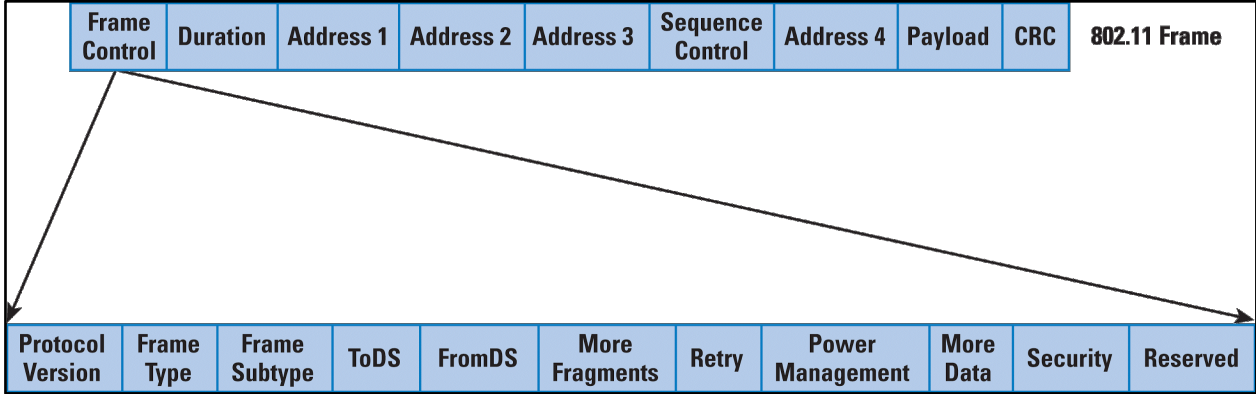 Frame Control Duration Address 1 Address 2 Address 3 Sequence Control Address 4 Payload CRC 802.11 Frame
Protocol Version Frame Type Frame Subtype ToDS FromDS More Fragments Retry Power Management More Data Security Reserved